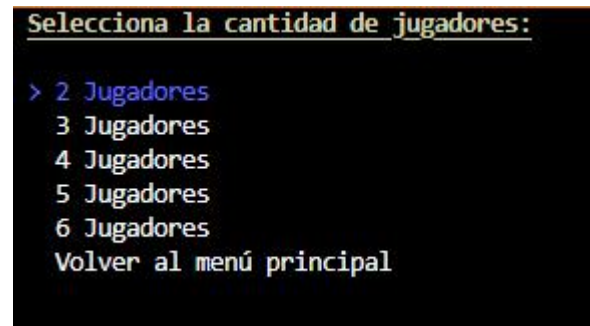 Selecciona la cantidad de jugadores:
> 2 Jugadores
3 Jugadores
4 Jugadores
5 Jugadores
6 Jugadores
Volver al menú principal